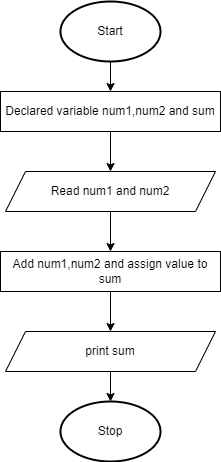 Start
Declared variable num1,num2 and sum
Read num1 and num2
Add num1,num2 and assign value to
sum
print sum
Stop